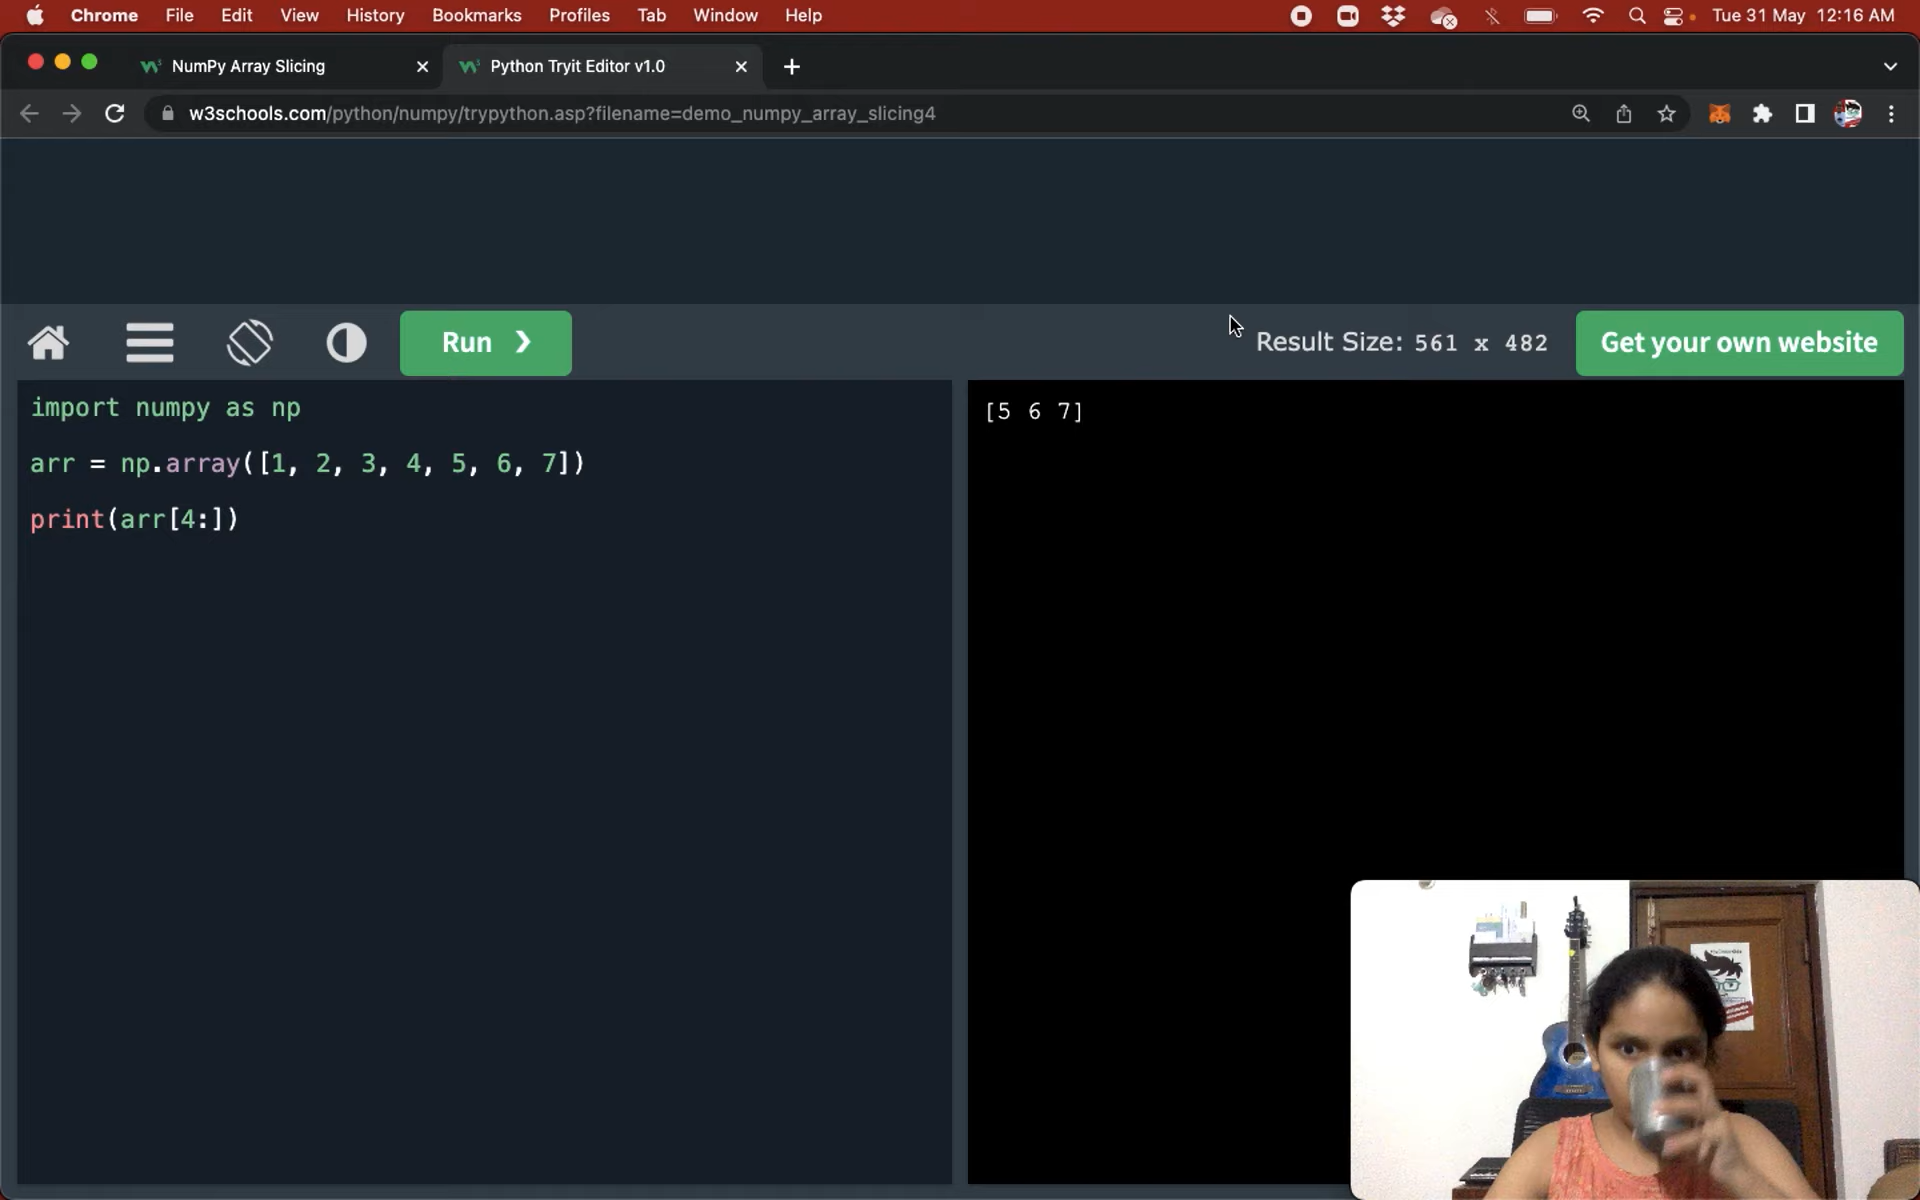 Chrome File Edit View History Bookmarks Profiles Tab Window Help Tue 31 May 12:16 AM
NumPy Array Slicing Python Tryit Editor v1.0
w3schools.com/python/numpy/trypython.asp?filename=demo_numpy_array_slicing4
Run ❯ Result Size: 561 x 482 Get your own website
import numpy as np
arr = np.array([1, 2, 3, 4, 5, 6, 7])
print(arr[4:])
[5 6 7]